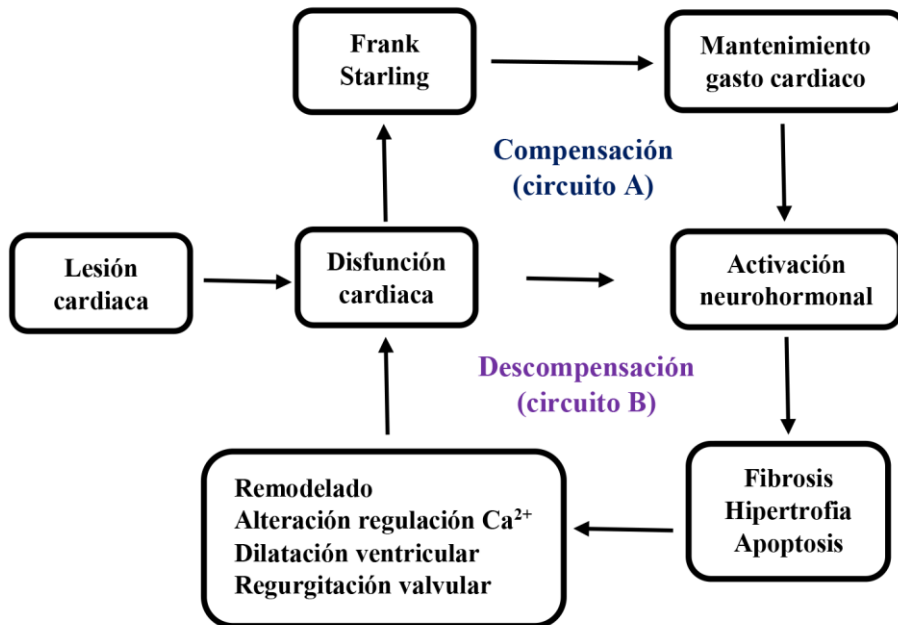 Frank
Starling
Mantenimiento
gasto cardiaco
Compensación
(circuito A)
Lesión
cardiaca
Disfunción
cardiaca
Activación
neurohormonal
Descompensación
(circuito B)
Remodelado
Alteración regulación Ca²⁺
Dilatación ventricular
Regurgitación valvular
Fibrosis
Hipertrofia
Apoptosis